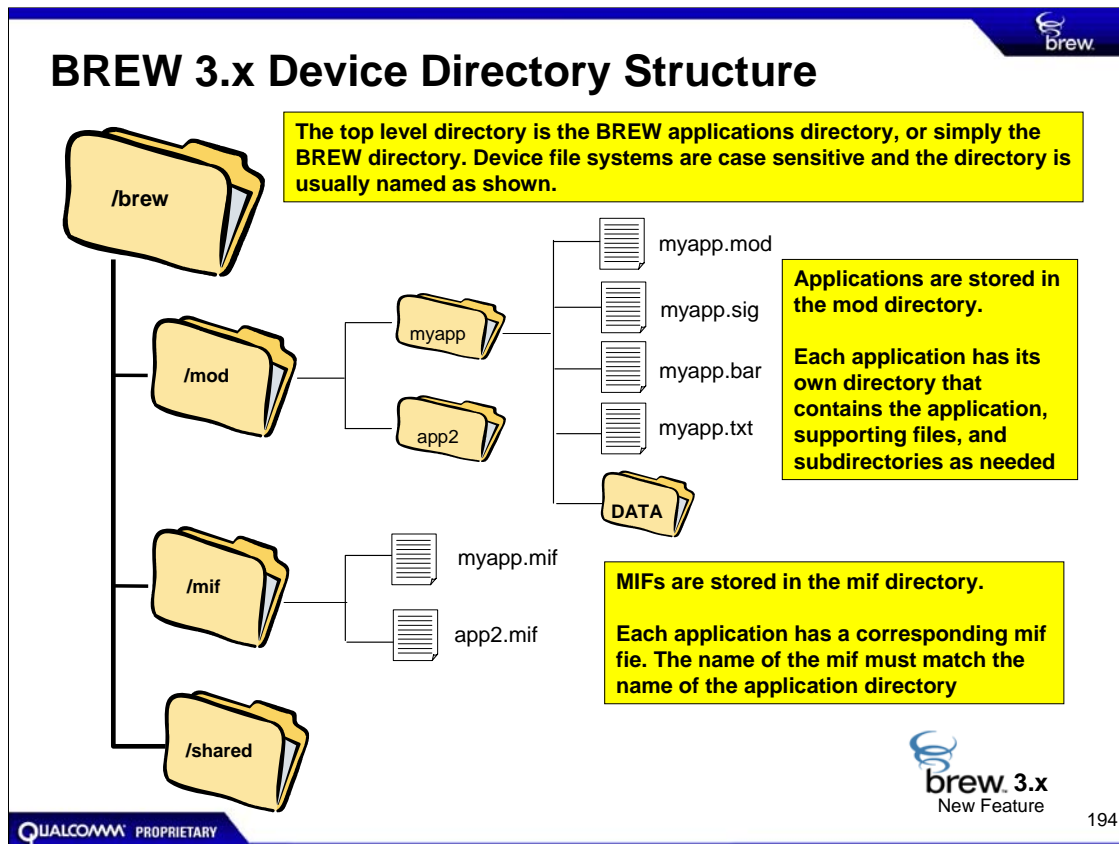 brew.
BREW 3.x Device Directory Structure
The top level directory is the BREW applications directory, or simply the
BREW directory. Device file systems are case sensitive and the directory is
usually named as shown.
/brew
/mod
myapp
app2
myapp.mod
myapp.sig
myapp.bar
myapp.txt
DATA
Applications are stored in
the mod directory.
Each application has its
own directory that
contains the application,
supporting files, and
subdirectories as needed
/mif
myapp.mif
app2.mif
MIFs are stored in the mif directory.
Each application has a corresponding mif
fie. The name of the mif must match the
name of the application directory
/shared
brew. 3.x
New Feature
QUALCOMM PROPRIETARY
194